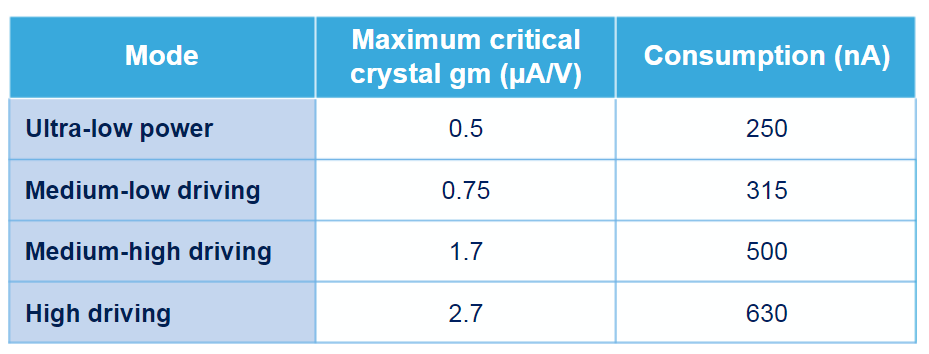 Mode
Maximum critical
crystal gm (µA/V)
Consumption (nA)
Ultra-low power 0.5 250
Medium-low driving 0.75 315
Medium-high driving 1.7 500
High driving 2.7 630